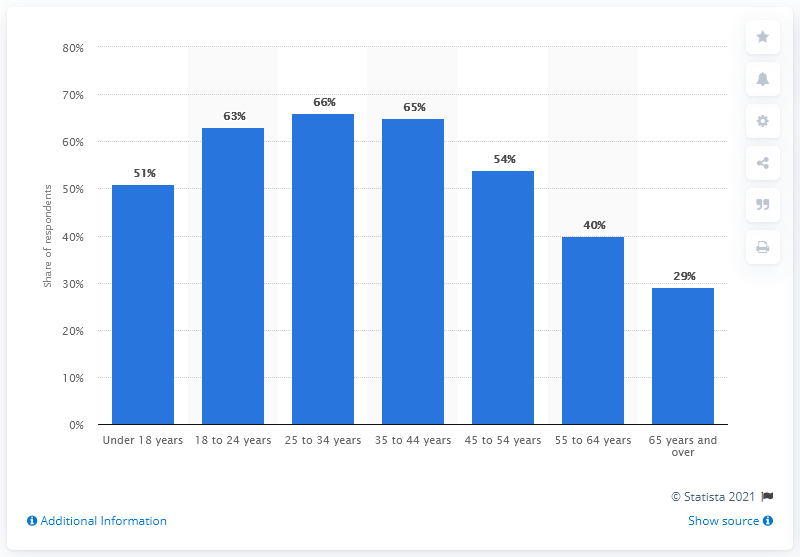 80%
70%
60%
50%
40%
30%
20%
10%
0%
Share of respondents
51%
63%
66%
65%
54%
40%
29%
Under 18 years
18 to 24 years
25 to 34 years
35 to 44 years
45 to 54 years
55 to 64 years
65 years and
over
© Statista 2021
Additional Information
Show source